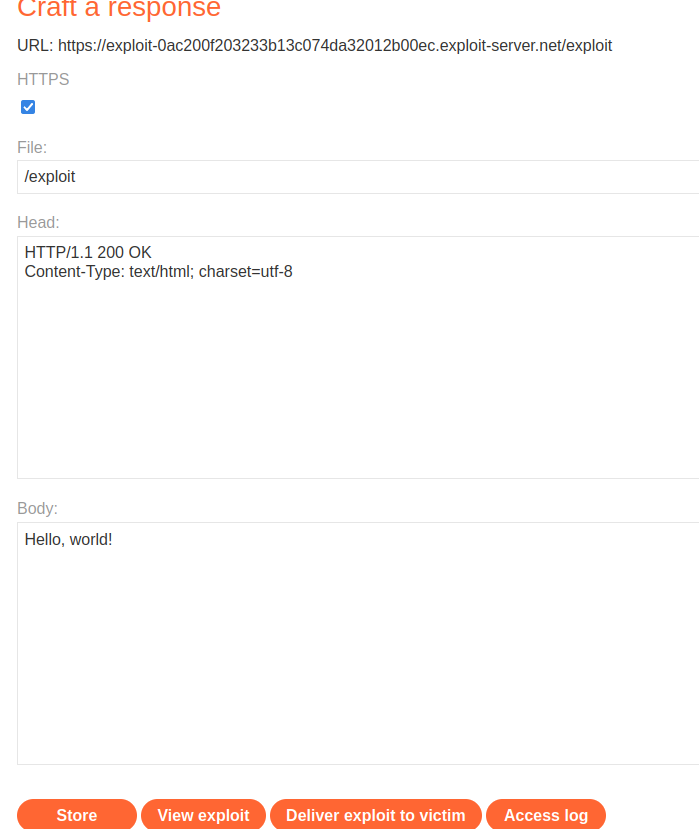 Craft a response
URL: https://exploit-0ac200f203233b13c074da32012b00ec.exploit-server.net/exploit
HTTPS
File:
/exploit
Head:
HTTP/1.1 200 OK
Content-Type: text/html; charset=utf-8
Body:
Hello, world!
Store View exploit Deliver exploit to victim Access log